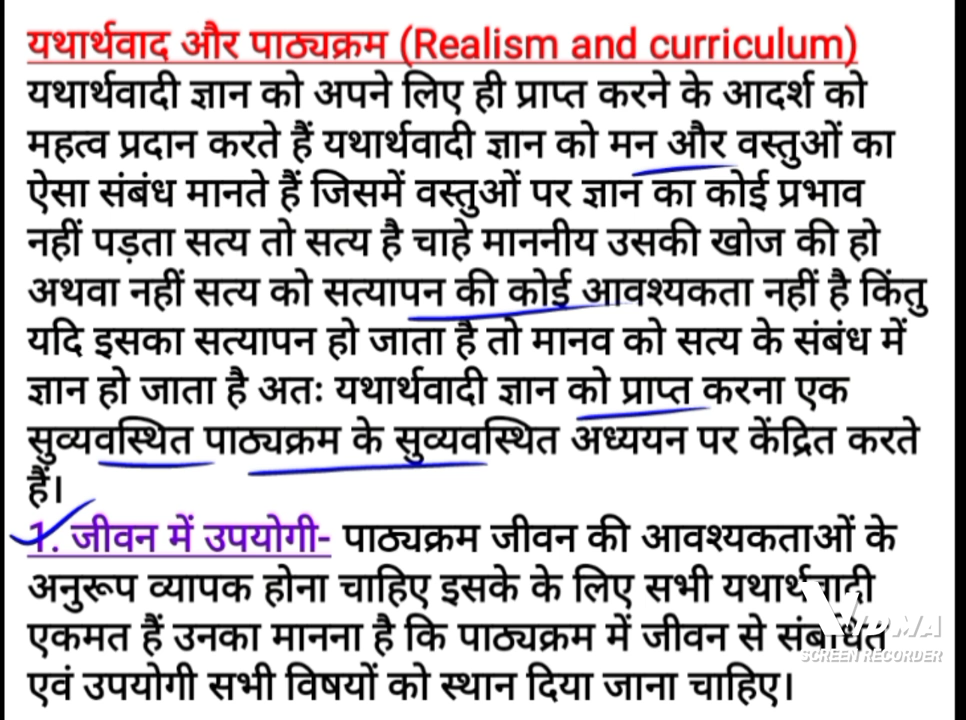 यथार्थवाद और पाठ्यक्रम (Realism and curriculum)
यथार्थवादी ज्ञान को अपने लिए ही प्राप्त करने के आदर्श को
महत्व प्रदान करते हैं यथार्थवादी ज्ञान को मन और वस्तुओं का
ऐसा संबंध मानते हैं जिसमें वस्तुओं पर ज्ञान का कोई प्रभाव
नहीं पड़ता सत्य तो सत्य है चाहे माननीय उसकी खोज की हो
अथवा नहीं सत्य को सत्यापन की कोई आवश्यकता नहीं है किंतु
यदि इसका सत्यापन हो जाता है तो मानव को सत्य के संबंध में
ज्ञान हो जाता है अतः यथार्थवादी ज्ञान को प्राप्त करना एक
सुव्यवस्थित पाठ्यक्रम के सुव्यवस्थित अध्ययन पर केंद्रित करते
हैं।
1. जीवन में उपयोगी- पाठ्यक्रम जीवन की आवश्यकताओं के
अनुरूप व्यापक होना चाहिए इसके के लिए सभी यथार्थवादी
एकमत हैं उनका मानना है कि पाठ्यक्रम में जीवन से संबंधित
एवं उपयोगी सभी विषयों को स्थान दिया जाना चाहिए।
VIDMA
SCREEN RECORDER